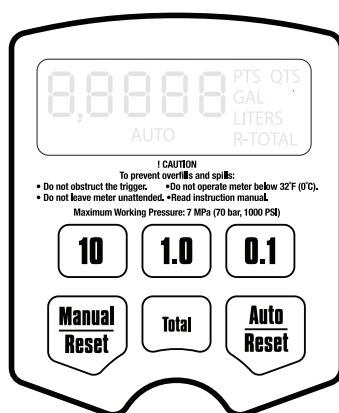 8,8888 PTS QTS
GAL
LITERS
AUTO R-TOTAL
! CAUTION
To prevent overfills and spills:
• Do not obstruct the trigger. •Do not operate meter below 32°F (0°C).
• Do not leave meter unattended. •Read instruction manual.
Maximum Working Pressure: 7 MPa (70 bar, 1000 PSI)
10 1.0 0.1
Manual
Reset
Total
Auto
Reset